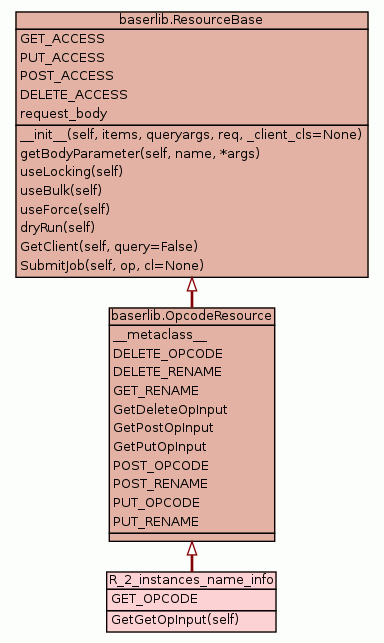 baserlib.ResourceBase
GET_ACCESS
PUT_ACCESS
POST_ACCESS
DELETE_ACCESS
request_body
__init__(self, items, queryargs, req, _client_cls=None)
getBodyParameter(self, name, *args)
useLocking(self)
useBulk(self)
useForce(self)
dryRun(self)
GetClient(self, query=False)
SubmitJob(self, op, cl=None)
baserlib.OpcodeResource
__metaclass__
DELETE_OPCODE
DELETE_RENAME
GET_RENAME
GetDeleteOpInput
GetPostOpInput
GetPutOpInput
POST_OPCODE
POST_RENAME
PUT_OPCODE
PUT_RENAME
R_2_instances_name_info
GET_OPCODE
GetGetOpInput(self)